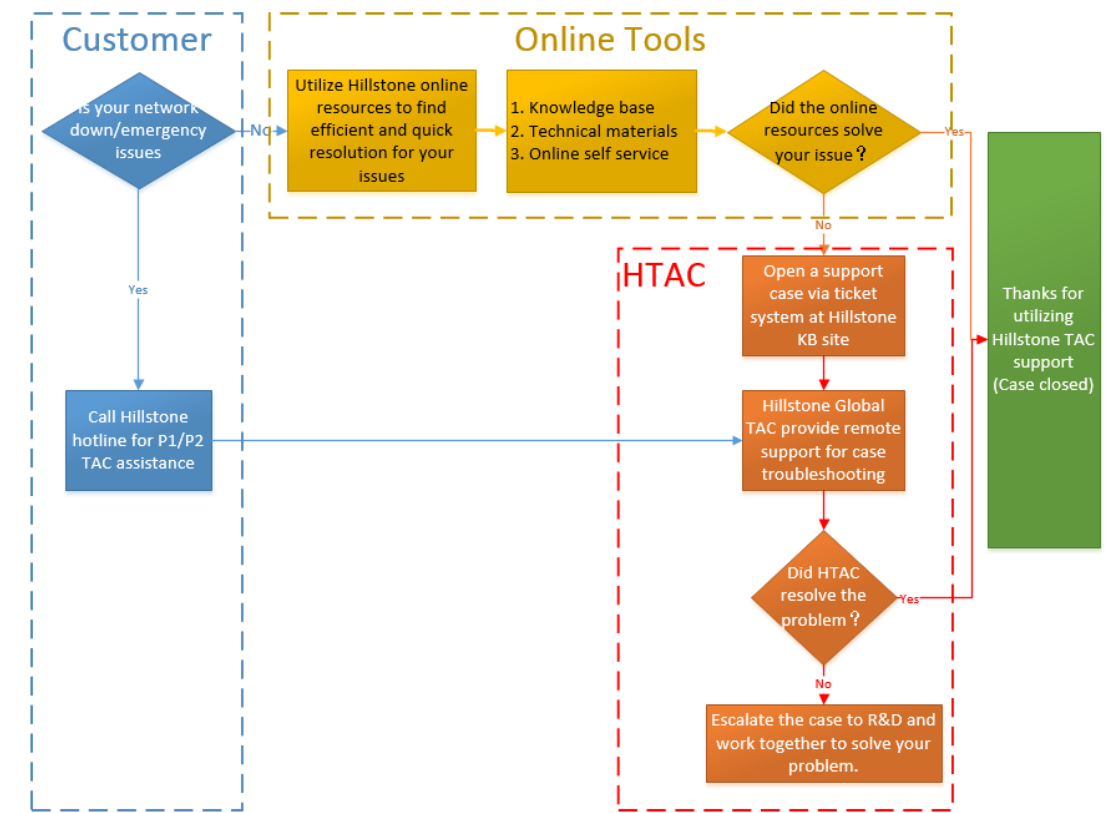 Customer
Is your network
down/emergency
issues
No
Yes
Call Hillstone
hotline for P1/P2
TAC assistance
Online Tools
Utilize Hillstone online
resources to find
efficient and quick
resolution for your
issues
1. Knowledge base
2. Technical materials
3. Online self service
Did the online
resources solve
your issue？
Yes
No
HTAC
Open a support
case via ticket
system at Hillstone
KB site
Hillstone Global
TAC provide remote
support for case
troubleshooting
Did HTAC
resolve the
problem？
Yes
No
Escalate the case to R&D and
work together to solve your
problem.
Thanks for
utilizing
Hillstone TAC
support
(Case closed)